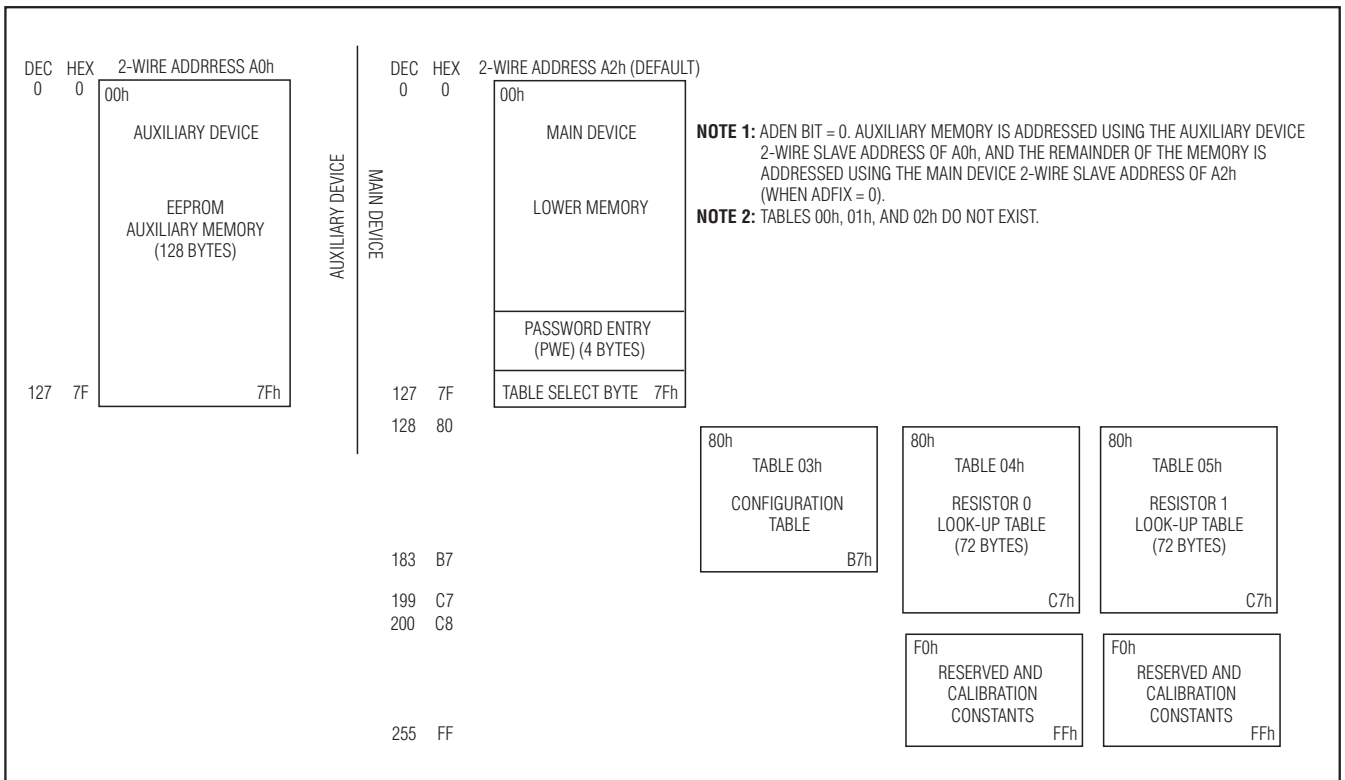 DEC HEX 2-WIRE ADDRRESS A0h
0 0 00h
AUXILIARY DEVICE
EEPROM
AUXILIARY MEMORY
(128 BYTES)
127 7F 7Fh
AUXILIARY DEVICE
MAIN DEVICE
DEC HEX 2-WIRE ADDRESS A2h (DEFAULT)
0 0 00h
MAIN DEVICE
LOWER MEMORY
PASSWORD ENTRY
(PWE) (4 BYTES)
127 7F TABLE SELECT BYTE 7Fh
128 80
183 B7
199 C7
200 C8
255 FF
NOTE 1: ADEN BIT = 0. AUXILIARY MEMORY IS ADDRESSED USING THE AUXILIARY DEVICE
2-WIRE SLAVE ADDRESS OF A0h, AND THE REMAINDER OF THE MEMORY IS
ADDRESSED USING THE MAIN DEVICE 2-WIRE SLAVE ADDRESS OF A2h
(WHEN ADFIX = 0).
NOTE 2: TABLES 00h, 01h, AND 02h DO NOT EXIST.
80h
TABLE 03h
CONFIGURATION
TABLE
B7h
80h
TABLE 04h
RESISTOR 0
LOOK-UP TABLE
(72 BYTES)
C7h
80h
TABLE 05h
RESISTOR 1
LOOK-UP TABLE
(72 BYTES)
C7h
F0h
RESERVED AND
CALIBRATION
CONSTANTS
FFh
F0h
RESERVED AND
CALIBRATION
CONSTANTS
FFh